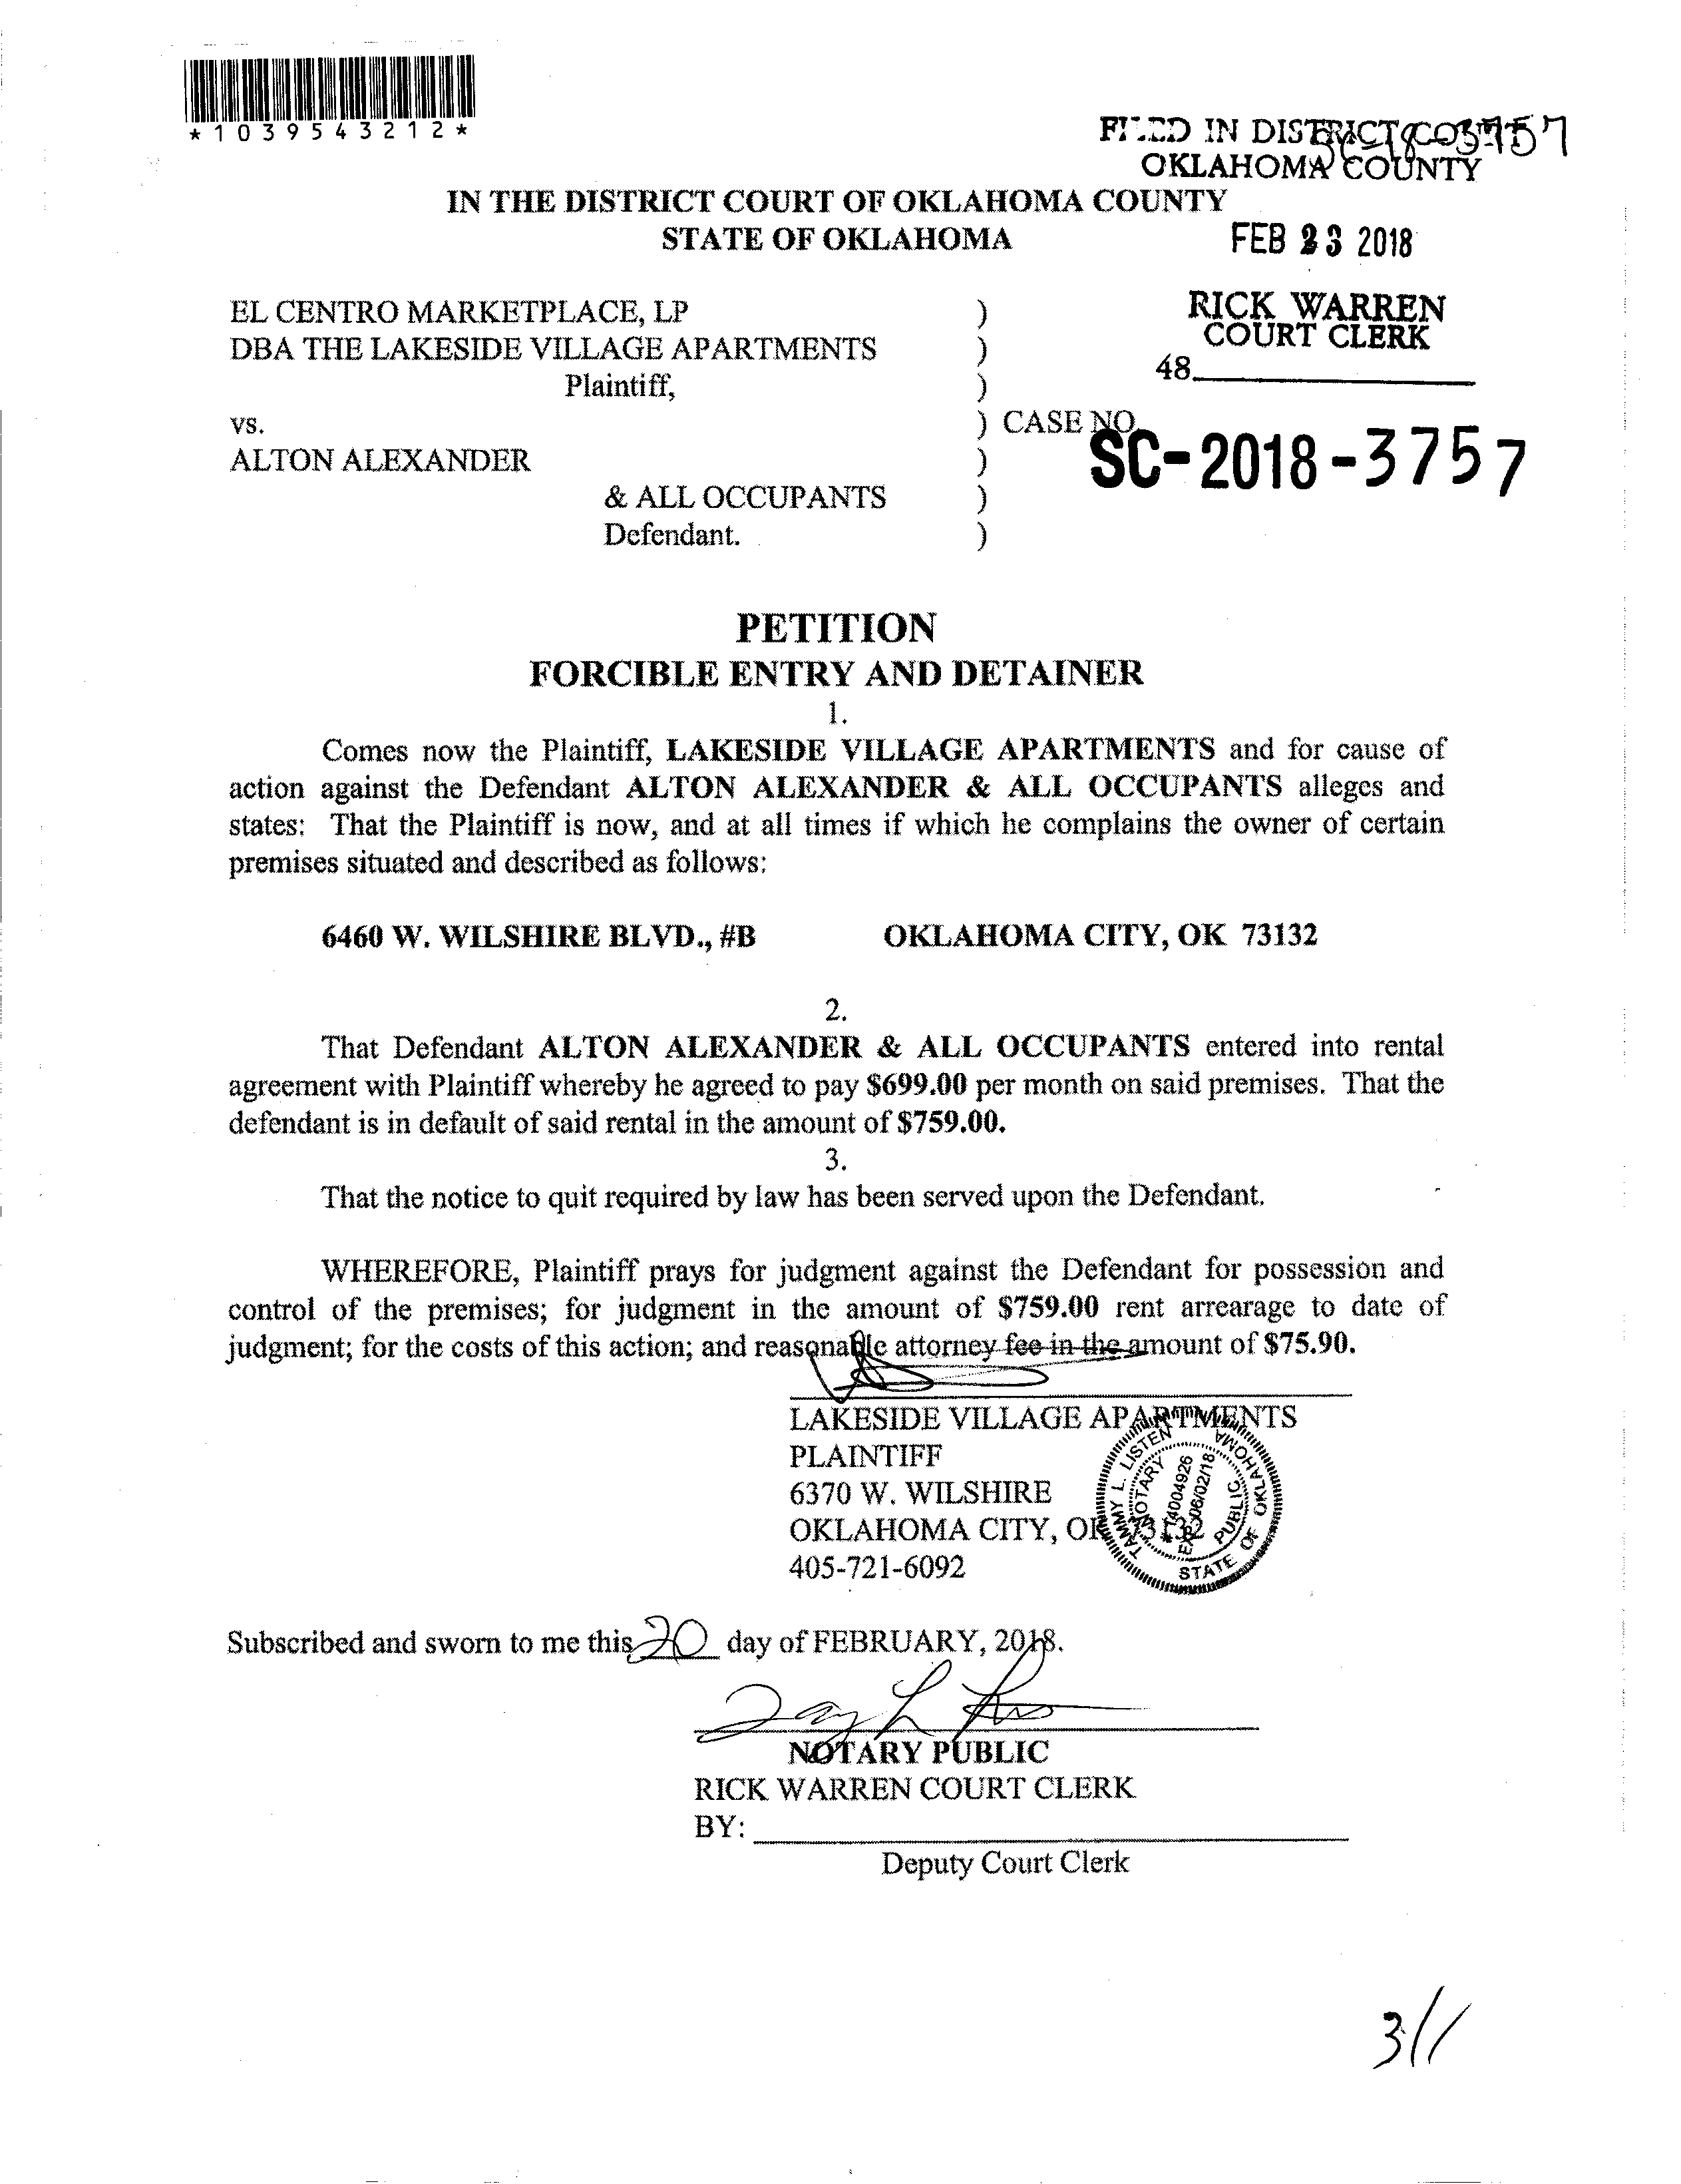 *1039543212*
FILED IN DISTRICT COURT
OKLAHOMA COUNTY
IN THE DISTRICT COURT OF OKLAHOMA COUNTY
STATE OF OKLAHOMA
FEB 23 2018
RICK WARREN
COURT CLERK
48
EL CENTRO MARKETPLACE, LP )
DBA THE LAKESIDE VILLAGE APARTMENTS )
Plaintiff, )
vs. ) CASE NO.
SC-2018-3757
ALTON ALEXANDER )
& ALL OCCUPANTS )
Defendant. )
PETITION
FORCIBLE ENTRY AND DETAINER
1.
Comes now the Plaintiff, LAKESIDE VILLAGE APARTMENTS and for cause of
action against the Defendant ALTON ALEXANDER & ALL OCCUPANTS alleges and
states: That the Plaintiff is now, and at all times if which he complains the owner of certain
premises situated and described as follows:
6460 W. WILSHIRE BLVD., #B OKLAHOMA CITY, OK 73132
2.
That Defendant ALTON ALEXANDER & ALL OCCUPANTS entered into rental
agreement with Plaintiff whereby he agreed to pay $699.00 per month on said premises. That the
defendant is in default of said rental in the amount of $759.00.
3.
That the notice to quit required by law has been served upon the Defendant.
WHEREFORE, Plaintiff prays for judgment against the Defendant for possession and
control of the premises; for judgment in the amount of $759.00 rent arrearage to date of
judgment; for the costs of this action; and reasonable attorney fee in the amount of $75.90.
LAKESIDE VILLAGE APARTMENTS
PLAINTIFF
6370 W. WILSHIRE
OKLAHOMA CITY, OK 73132
405-721-6092
TAMMY L. LISTEN
NOTARY
# 14004926
EXP. 06/02/18
PUBLIC
STATE OF OKLAHOMA
Subscribed and sworn to me this 20 day of FEBRUARY, 2018.
NOTARY PUBLIC
RICK WARREN COURT CLERK
BY:
Deputy Court Clerk
3/1